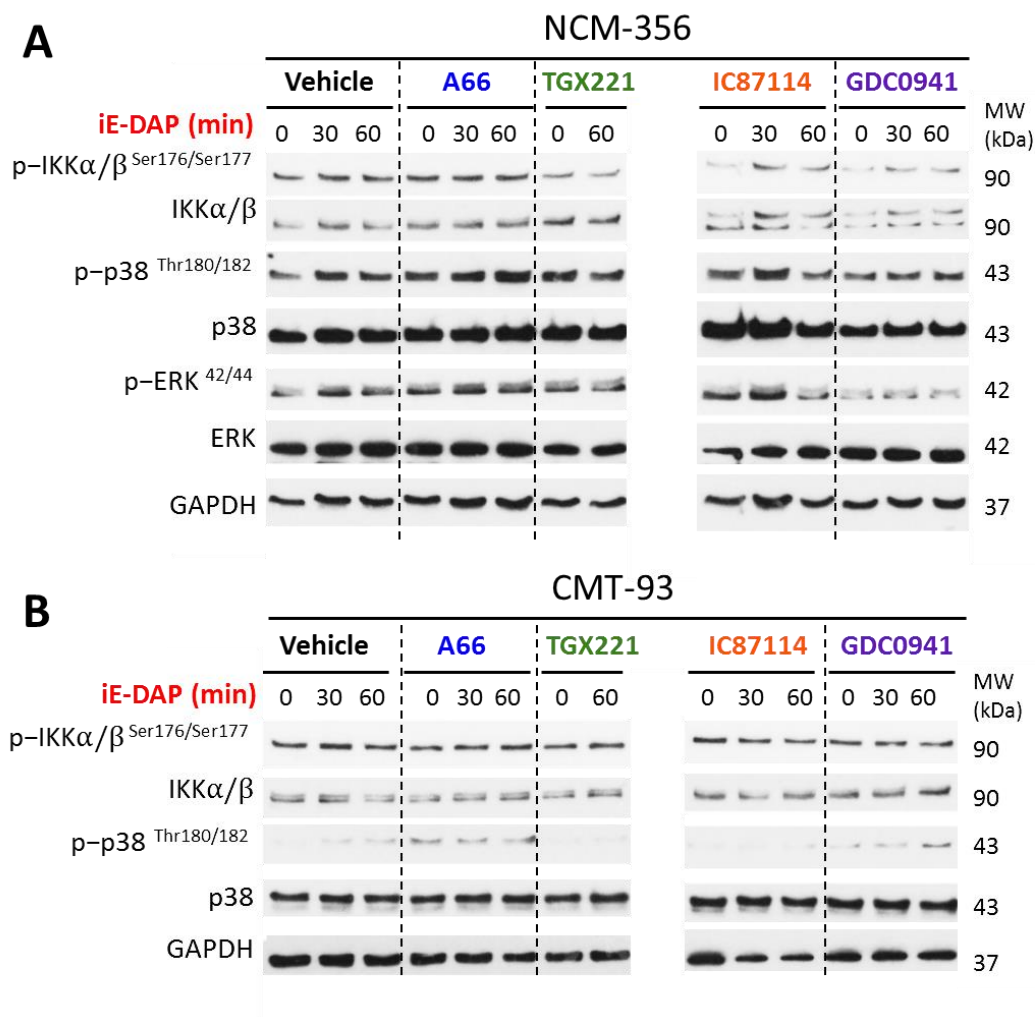 A
NCM-356
Vehicle A66 TGX221 IC87114 GDC0941
MW
(kDa)
iE-DAP (min) 0 30 60 0 30 60 0 60 0 30 60 0 30 60
p−IKKα/β Ser176/Ser177 90
IKKα/β 90
p−p38 Thr180/182 43
p38 43
p−ERK 42/44 42
ERK 42
GAPDH 37
B
CMT-93
Vehicle A66 TGX221 IC87114 GDC0941
MW
(kDa)
iE-DAP (min) 0 30 60 0 30 60 0 60 0 30 60 0 30 60
p−IKKα/β Ser176/Ser177 90
IKKα/β 90
p−p38 Thr180/182 43
p38 43
GAPDH 37